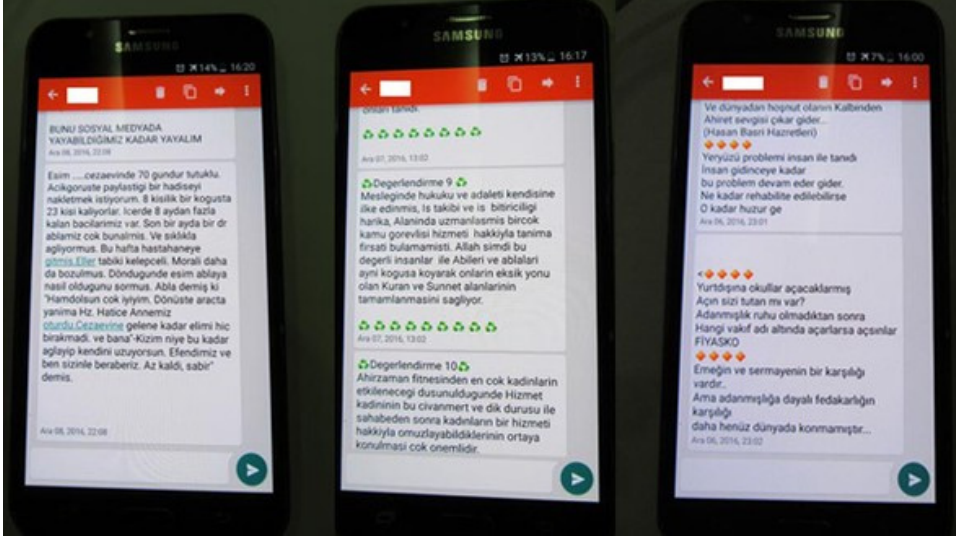 SAMSUNG
14% 16:20
BUNU SOSYAL MEDYADA
YAYABİLDİĞİMİZ KADAR YAYALIM
Ara 08, 2016, 22:08
Esim .....cezaevinde 70 gundur tutuklu.
Acikgoruste paylastigi bir hadiseyi
nakletmek istiyorum. 8 kisilik bir kogusta
23 kisi kaliyorlar. Icerde 8 aydan fazla
kalan bacilarimiz var. Son bir ayda bir dr
ablamiz cok bunalmis. Ve siklikla
agliyormus. Bu hafta hastahaneye
gitmis.Eller tabiki kelepceli. Morali daha
da bozulmus. Döndugunde esim ablaya
nasil oldugunu sormus. Abla demiş ki
"Hamdolsun cok iyiyim. Dönüste aracta
yanima Hz. Hatice Annemiz
oturdu.Cezaevine gelene kadar elimi hic
birakmadi. ve bana"-Kizim niye bu kadar
aglayip kendini uzuyorsun. Efendimiz ve
ben sizinle beraberiz. Az kaldi, sabir"
demis.
Ara 08, 2016, 22:08
SAMSUNG
13% 16:17
onlari tanidi.
Ara 07, 2016, 13:02
Degerlendirme 9
Mesleginde hukuku ve adaleti kendisine
ilke edinmis, Is takibi ve is bitiriciligi
harika, Alaninda uzmanlasmis bircok
kamu gorevlisi hizmeti hakkiyla tanima
firsati bulamamisti. Allah simdi bu
degerli insanlar ile Abileri ve ablalari
ayni kogusa koyarak onlarin eksik yonu
olan Kuran ve Sunnet alanlarinin
tamamlanmasini sagliyor.
Ara 07, 2016, 13:02
Degerlendirme 10
Ahirzaman fitnesinden en cok kadinlarin
etkilenecegi dusunuldugunde Hizmet
kadininin bu civanmert ve dik durusu ile
sahabeden sonra kadınların bir hizmeti
hakkiyla omuzlayabildiklerinin ortaya
konulmasi cok onemlidir.
SAMSUNG
7% 16:00
Ve dünyadan hoşnut olanın Kalbinden
Ahiret sevgisi çıkar gider...
(Hasan Basri Hazretleri)
Yeryüzü problemi insan ile tanıdı
İnsan gidinceye kadar
bu problem devam eder gider.
Ne kadar rehabilite edilebilirse
O kadar huzur ge
Ara 06, 2016, 23:01
<
Yurtdışına okullar açacaklarmış
Açın sizi tutan mı var?
Adanmışlık ruhu olmadıktan sonra
Hangi vakıf adı altında açarlarsa açsınlar
FİYASKO
Emeğin ve sermayenin bir karşılığı
vardır..
Ama adanmışlığa dayalı fedakarlığın
karşılığı
daha henüz dünyada konmamıştır...
Ara 06, 2016, 23:02